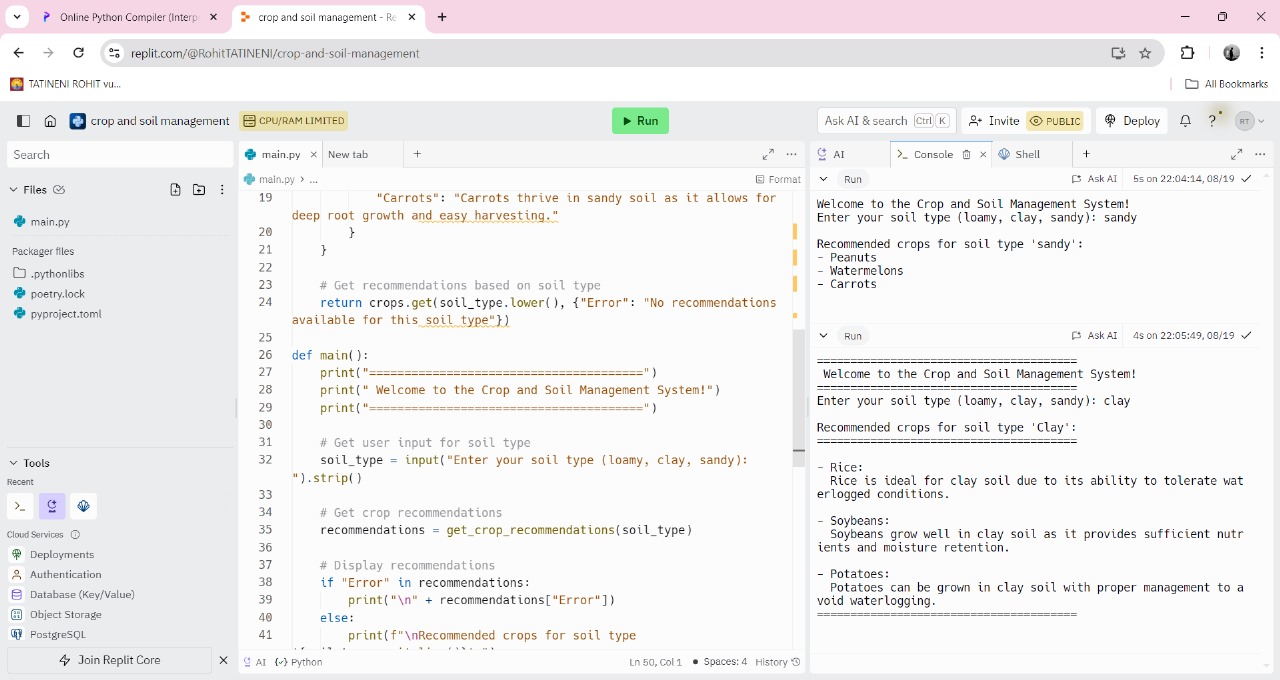 Online Python Compiler (Interp
crop and soil management - Re
replit.com/@RohitTATINENI/crop-and-soil-management
TATINENI ROHIT vu...
All Bookmarks
crop and soil management
CPU/RAM LIMITED
Run
Ask AI & search Ctrl K
Invite
PUBLIC
Deploy
?
RT
Search
Files
main.py
Packager files
.pythonlibs
poetry.lock
pyproject.toml
Tools
Recent
Cloud Services
Deployments
Authentication
Database (Key/Value)
Object Storage
PostgreSQL
Join Replit Core
main.py
New tab
main.py > ...
Format
19 "Carrots": "Carrots thrive in sandy soil as it allows for
deep root growth and easy harvesting."
20 }
21 }
22
23 # Get recommendations based on soil type
24 return crops.get(soil_type.lower(), {"Error": "No recommendations
available for this soil type"})
25
26 def main():
27 print("=======================================")
28 print(" Welcome to the Crop and Soil Management System!")
29 print("=======================================")
30
31 # Get user input for soil type
32 soil_type = input("Enter your soil type (loamy, clay, sandy):
").strip()
33
34 # Get crop recommendations
35 recommendations = get_crop_recommendations(soil_type)
36
37 # Display recommendations
38 if "Error" in recommendations:
39 print("\n" + recommendations["Error"])
40 else:
41 print(f"\nRecommended crops for soil type
AI {} Python
Ln 50, Col 1 • Spaces: 4 History
AI
Console
Shell
Run
Ask AI
5s on 22:04:14, 08/19
Welcome to the Crop and Soil Management System!
Enter your soil type (loamy, clay, sandy): sandy
Recommended crops for soil type 'sandy':
- Peanuts
- Watermelons
- Carrots
Run
Ask AI
4s on 22:05:49, 08/19
=======================================
Welcome to the Crop and Soil Management System!
=======================================
Enter your soil type (loamy, clay, sandy): clay
Recommended crops for soil type 'Clay':
=======================================
- Rice:
Rice is ideal for clay soil due to its ability to tolerate wat
erlogged conditions.
- Soybeans:
Soybeans grow well in clay soil as it provides sufficient nutr
ients and moisture retention.
- Potatoes:
Potatoes can be grown in clay soil with proper management to a
void waterlogging.
=======================================